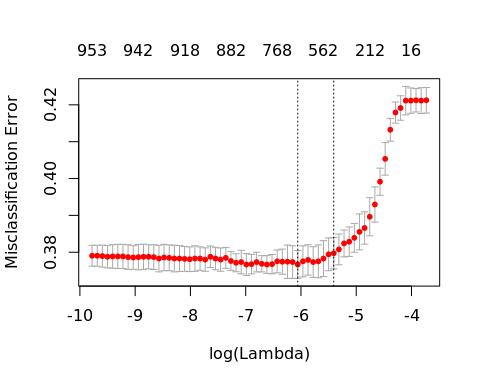 953 942 918 882 768 562 212 16
0.42
0.40
0.38
Misclassification Error
-10 -9 -8 -7 -6 -5 -4
log(Lambda)